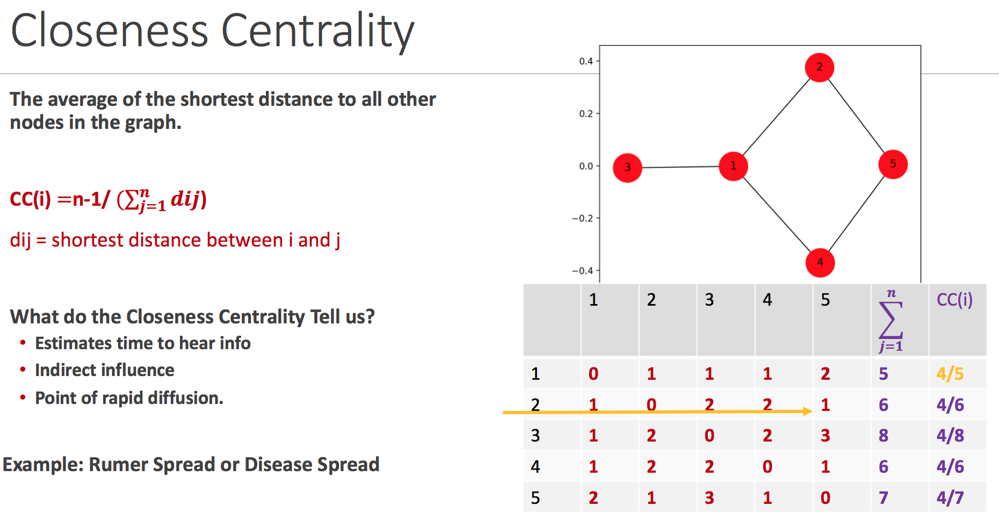 Closeness Centrality
The average of the shortest distance to all other
nodes in the graph.
CC(i) =n-1/ (∑ⁿⱼ₌₁ dij)
dij = shortest distance between i and j
What do the Closeness Centrality Tell us?
• Estimates time to hear info
• Indirect influence
• Point of rapid diffusion.
Example: Rumer Spread or Disease Spread
0.4
0.2
0.0
−0.2
−0.4
2
3 1 5
4
1 2 3 4 5 ∑ⁿⱼ₌₁ CC(i)
1 0 1 1 1 2 5 4/5
2 1 0 2 2 1 6 4/6
3 1 2 0 2 3 8 4/8
4 1 2 2 0 1 6 4/6
5 2 1 3 1 0 7 4/7